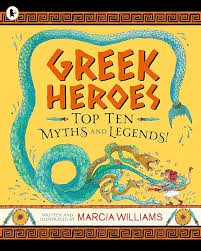 GREEK
HEROES
TOP TEN
MYTHS AND LEGENDS!
WRITTEN AND
ILLUSTRATED BY
MARCIA WILLIAMS